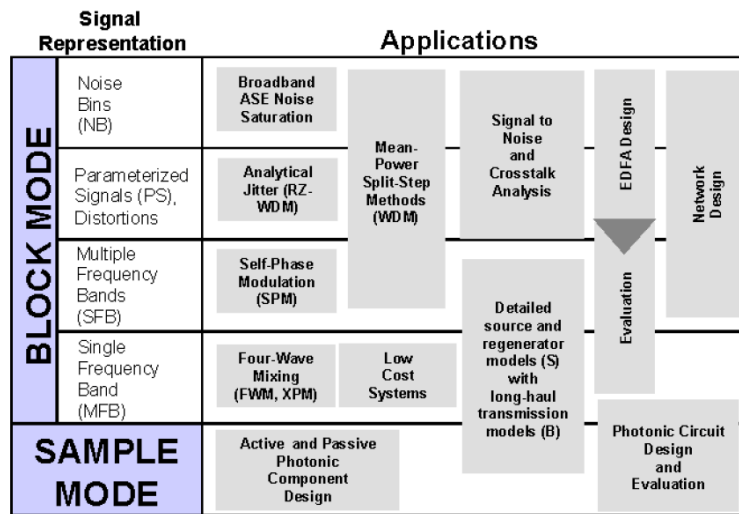 Signal
Representation
Applications
BLOCK MODE
Noise
Bins
(NB)
Parameterized
Signals (PS),
Distortions
Multiple
Frequency
Bands
(SFB)
Single
Frequency
Band
(MFB)
SAMPLE
MODE
Broadband
ASE Noise
Saturation
Analytical
Jitter (RZ-
WDM)
Self-Phase
Modulation
(SPM)
Four-Wave
Mixing
(FWM, XPM)
Mean-
Power
Split-Step
Methods
(WDM)
Low
Cost
Systems
Signal to
Noise
and
Crosstalk
Analysis
Detailed
source and
regenerator
models (S)
with
long-haul
transmission
models (B)
EDFA Design
Evaluation
Network
Design
Active and Passive
Photonic
Component
Design
Photonic Circuit
Design
and
Evaluation